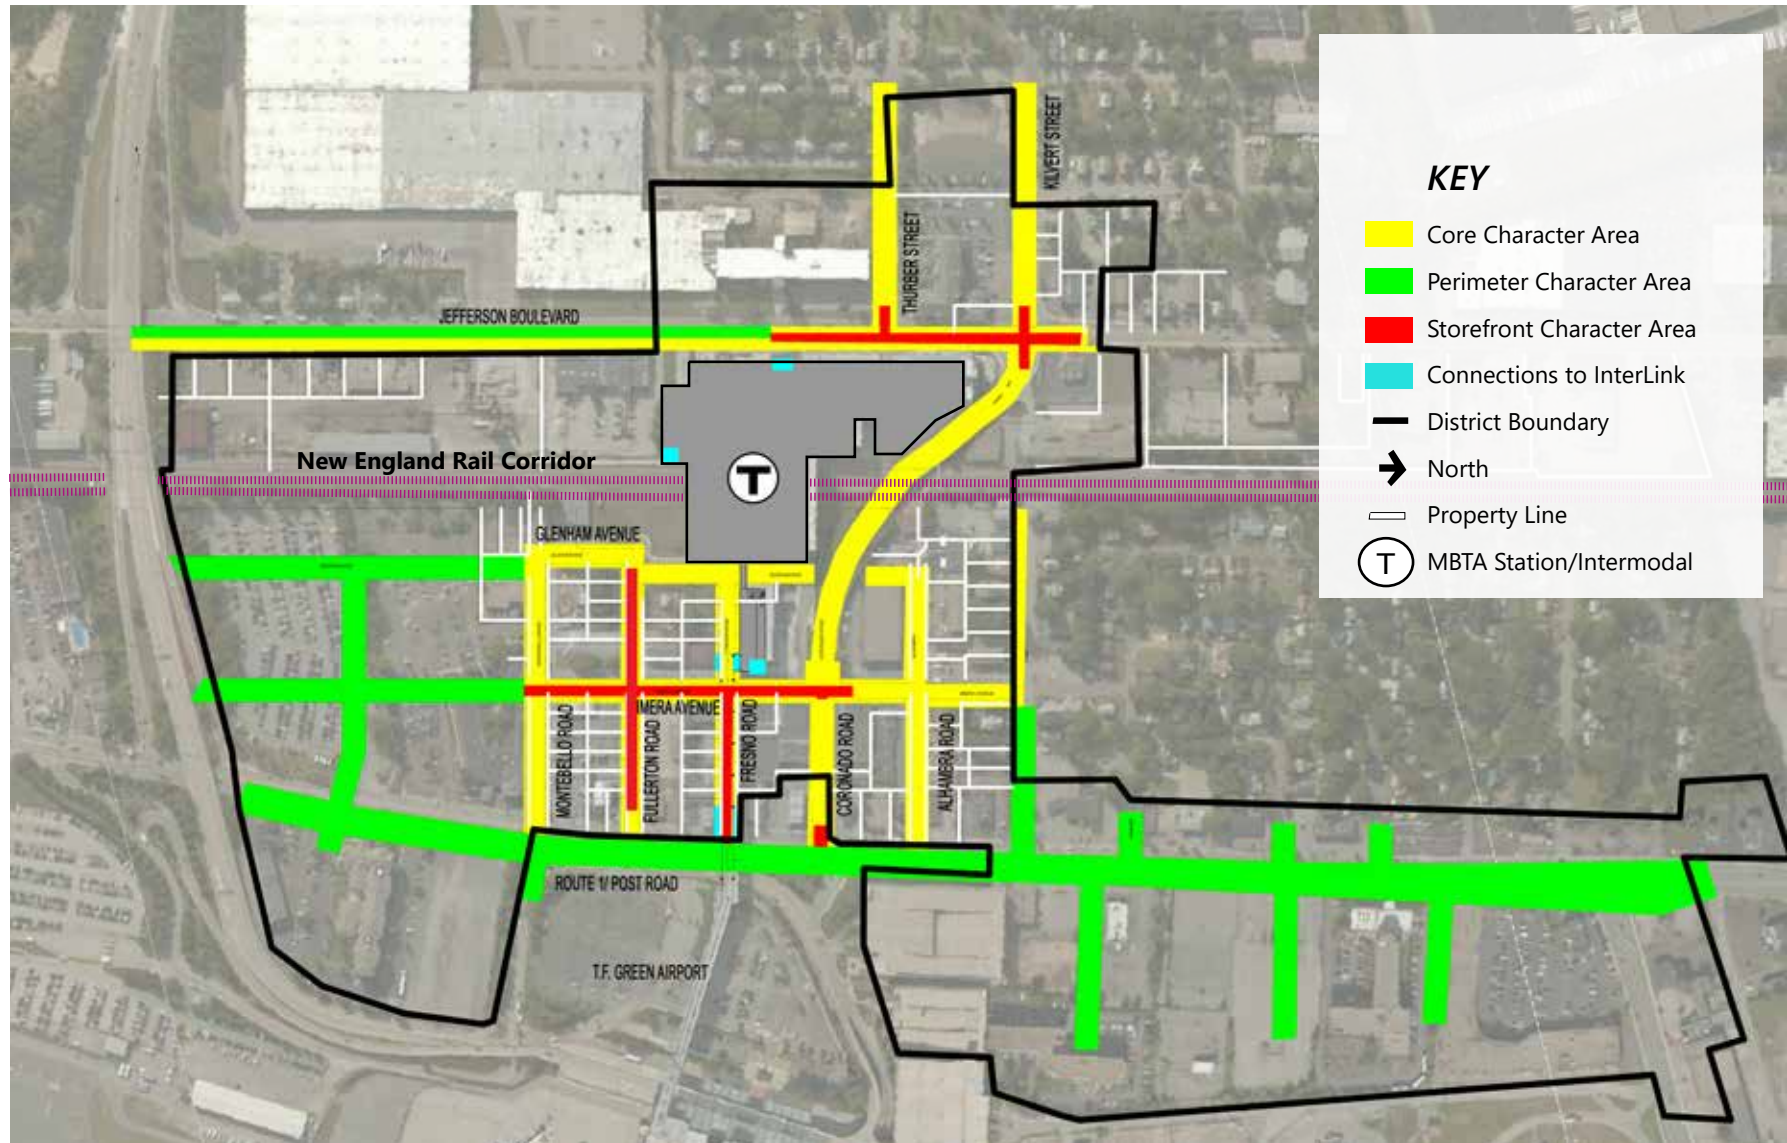 KILVERT STREET
THURBER STREET
JEFFERSON BOULEVARD
KEY
Core Character Area
Perimeter Character Area
Storefront Character Area
Connections to InterLink
District Boundary
North
Property Line
T MBTA Station/Intermodal
New England Rail Corridor
T
GLENHAM AVENUE
IMERA AVENUE
MONTEBELLO ROAD
FULLERTON ROAD
FRESNO ROAD
CORONADO ROAD
ALHAMBRA ROAD
ROUTE 1/ POST ROAD
T.F. GREEN AIRPORT